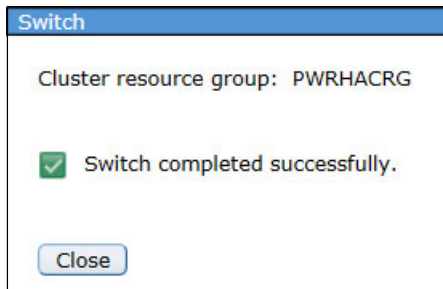 Switch
Cluster resource group: PWRHACRG
Switch completed successfully.
Close